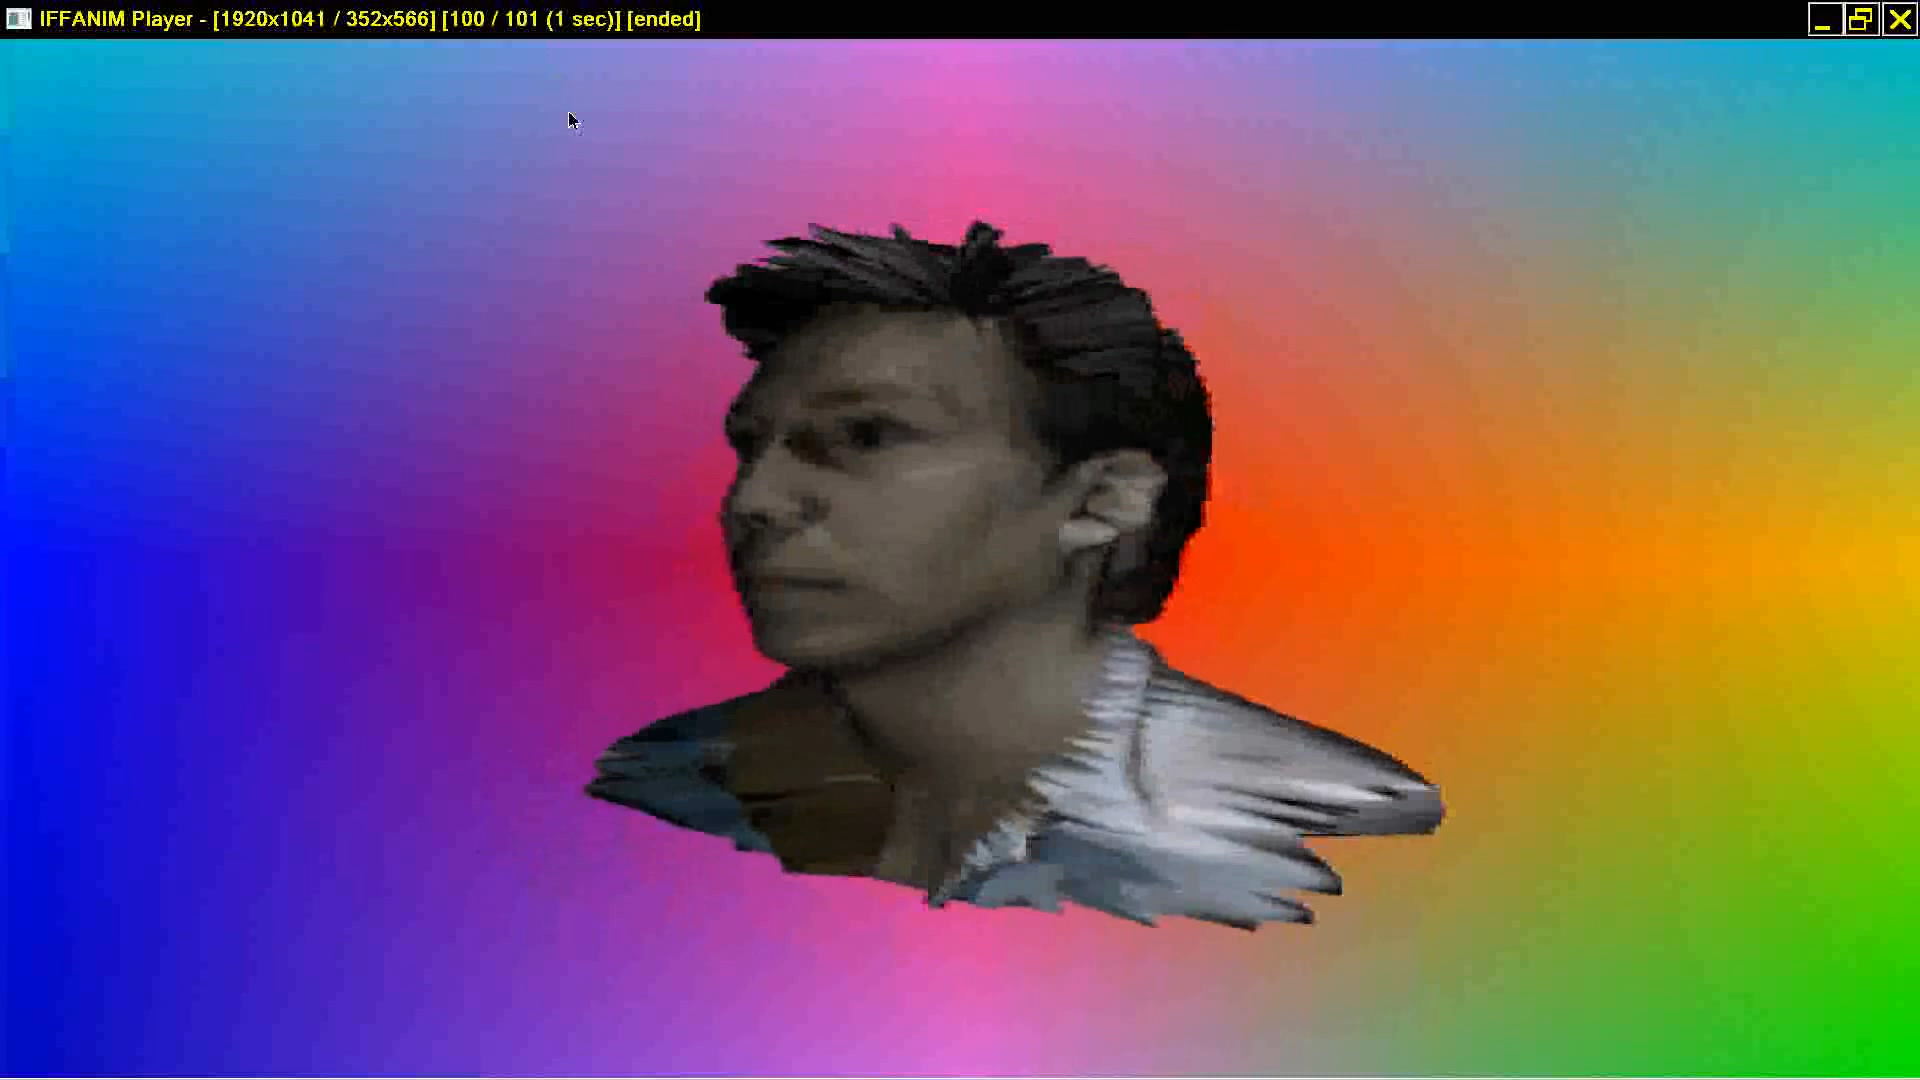 IFFANIM Player - [1920x1041 / 352x566] [100 / 101 (1 sec)] [ended]